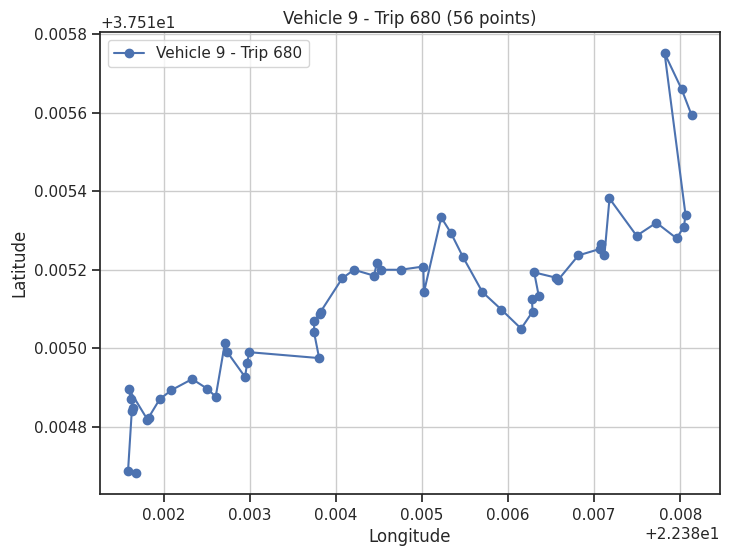 Vehicle 9 - Trip 680 (56 points)
+3.751e1
Vehicle 9 - Trip 680
0.0058
0.0056
0.0054
0.0052
0.0050
0.0048
Latitude
0.002 0.003 0.004 0.005 0.006 0.007 0.008
+2.238e1
Longitude